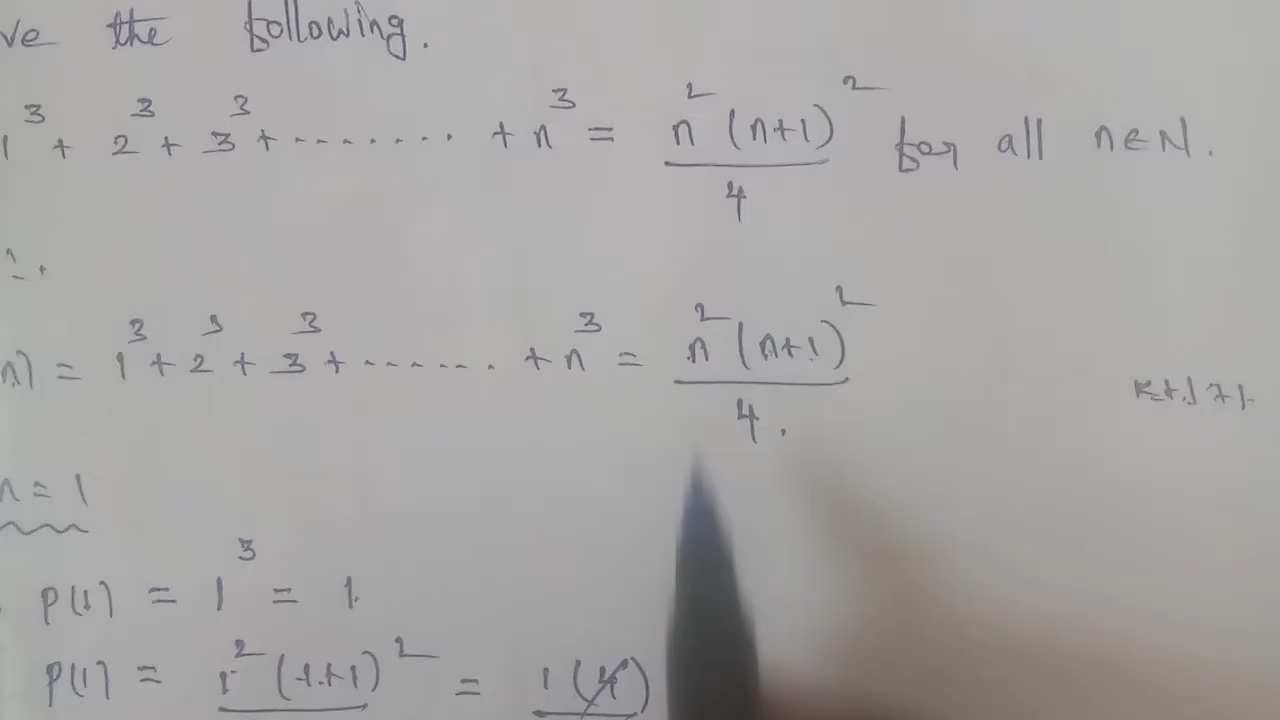 ve the following.
1³ + 2³ + 3³ + ........ + n³ = n² (n+1)² / 4 for all n∈N.
n) = 1³ + 2³ + 3³ + ....... + n³ = n² (n+1)² / 4.
k+1+1.
n = 1
P(1) = 1³ = 1.
P(1) = 1² (1+1)² = 1 (4)